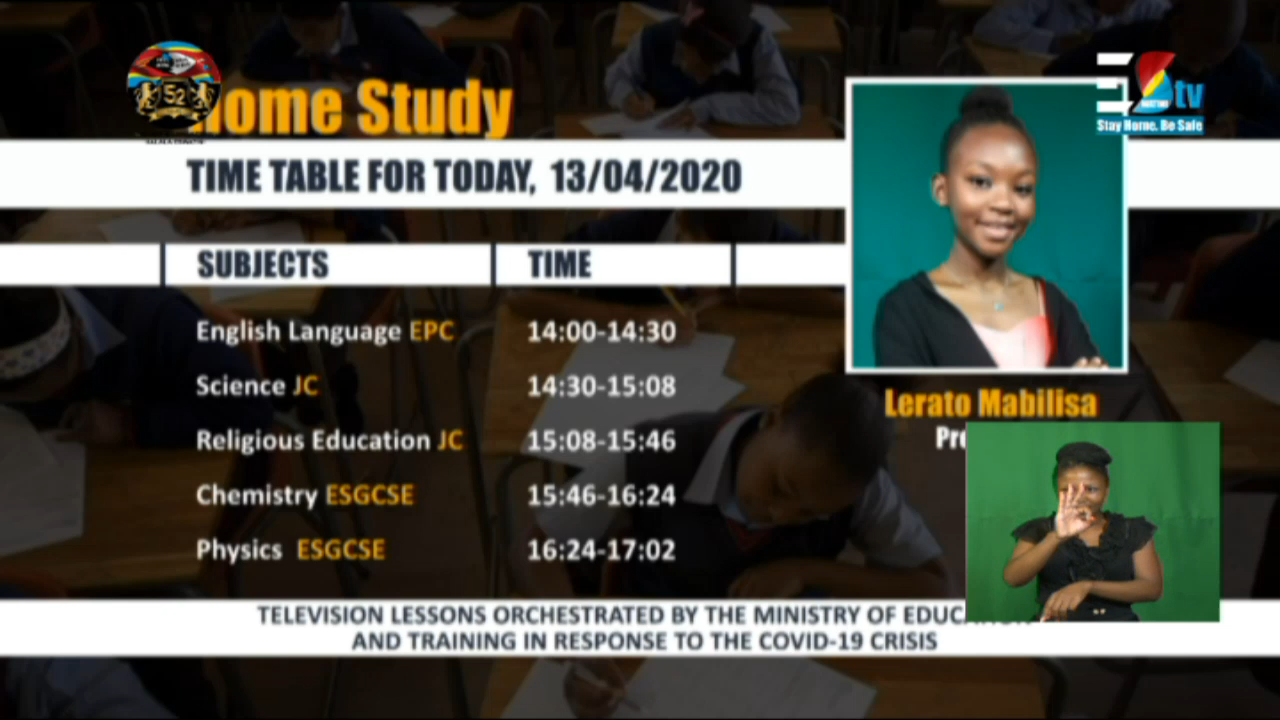 52
Home Study
tv
Stay Home. Be Safe
TIME TABLE FOR TODAY, 13/04/2020
SUBJECTS TIME
English Language EPC 14:00-14:30
Science JC 14:30-15:08
Religious Education JC 15:08-15:46
Chemistry ESGCSE 15:46-16:24
Physics ESGCSE 16:24-17:02
Lerato Mabilisa
TELEVISION LESSONS ORCHESTRATED BY THE MINISTRY OF EDUCATION
AND TRAINING IN RESPONSE TO THE COVID-19 CRISIS